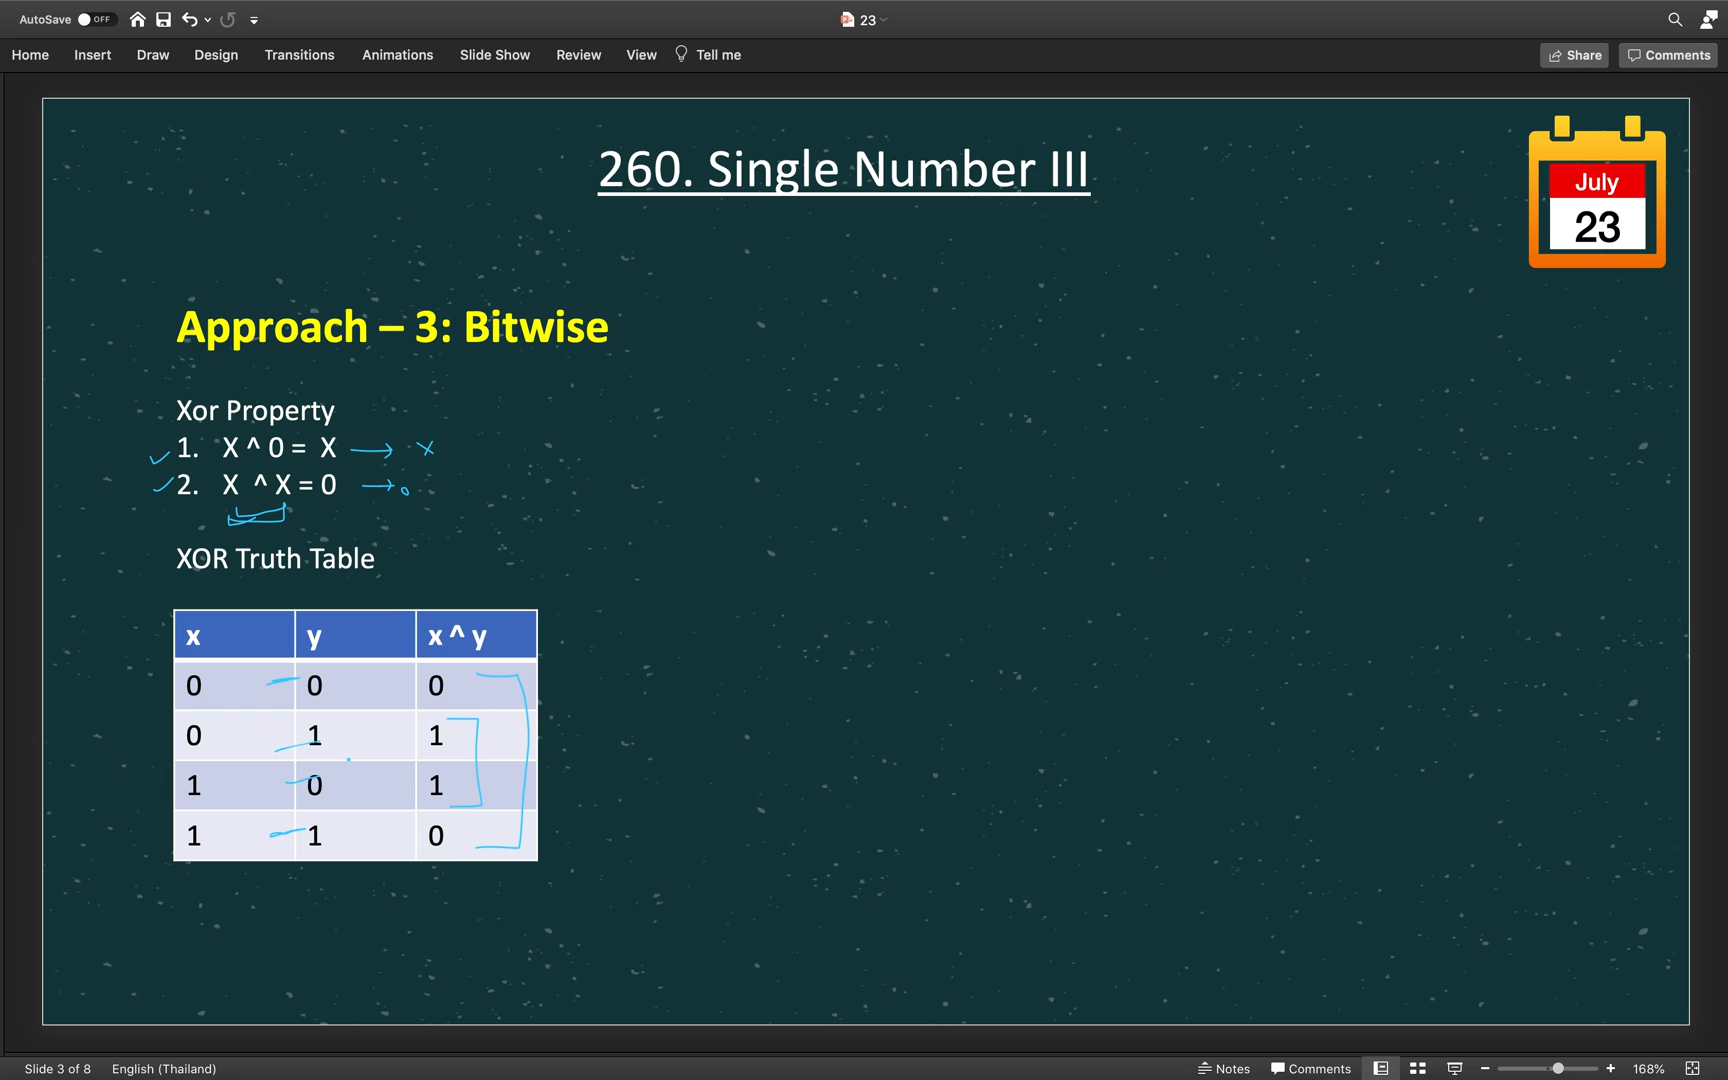 AutoSave OFF 23
Home Insert Draw Design Transitions Animations Slide Show Review View Tell me Share Comments
260. Single Number III
July
23
Approach – 3: Bitwise
Xor Property
1. X ^ 0 = X → x
2. X ^ X = 0 → 0
XOR Truth Table
x y x ^ y
0 0 0
0 1 1
1 0 1
1 1 0
Slide 3 of 8 English (Thailand) Notes Comments 168%